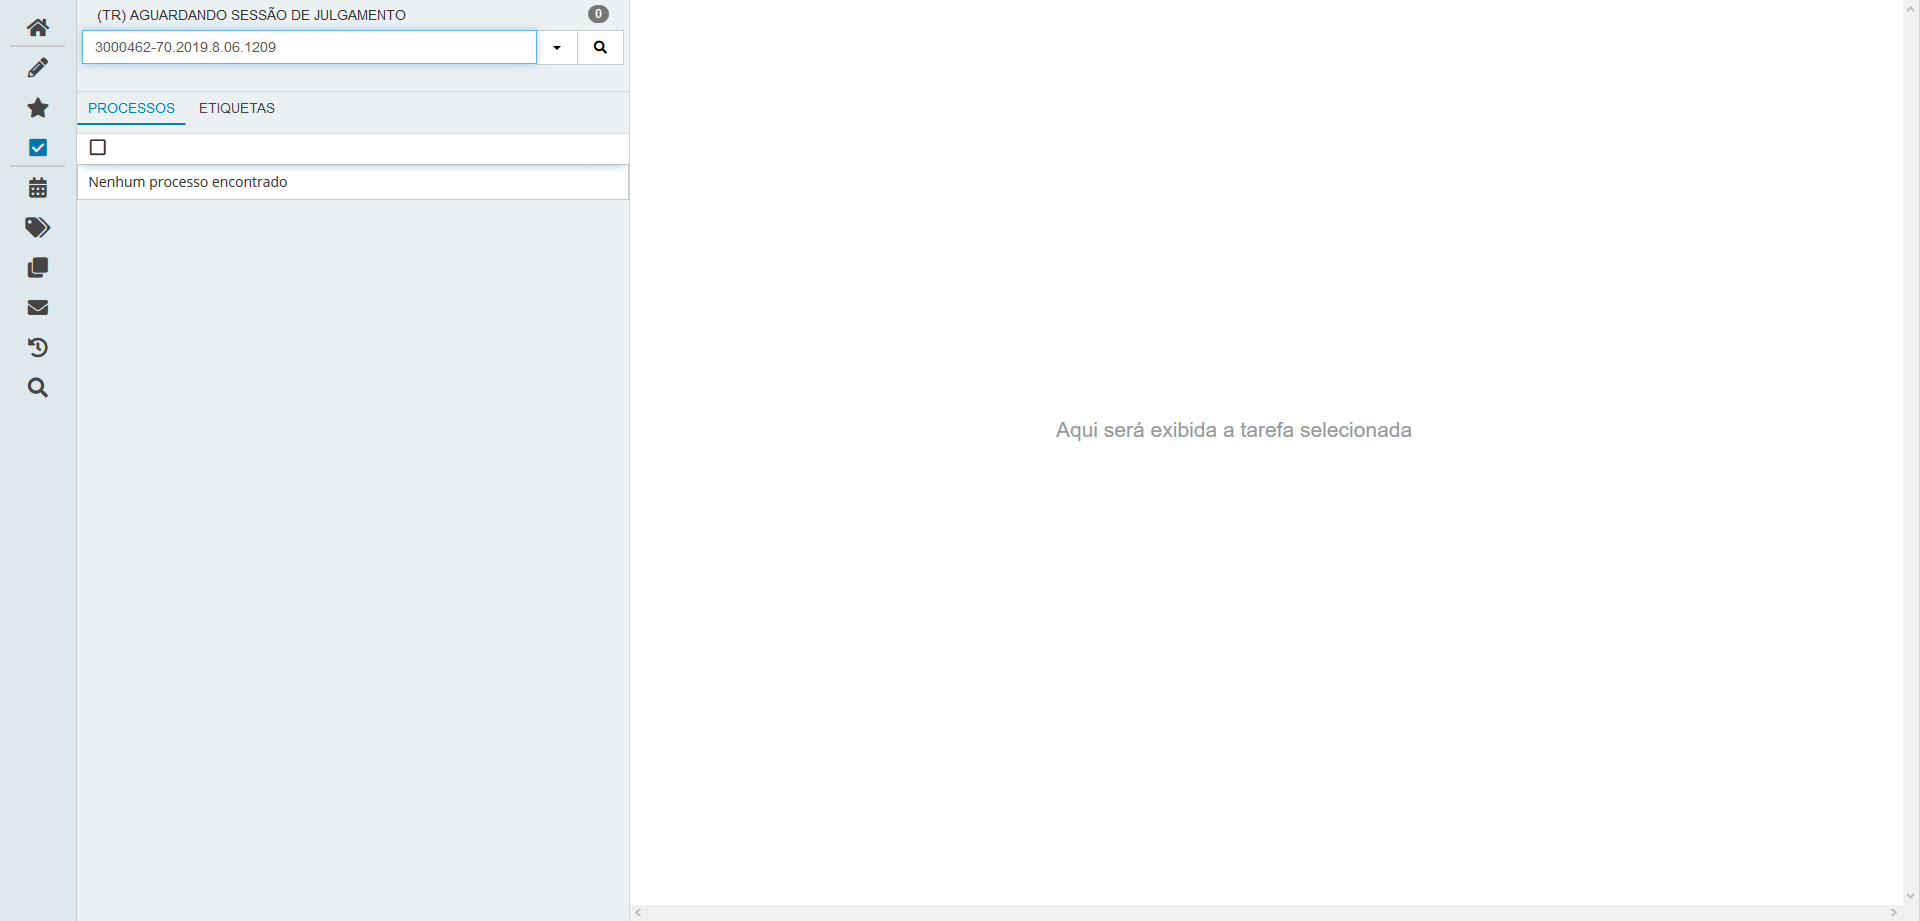 (TR) AGUARDANDO SESSÃO DE JULGAMENTO
0
3000462-70.2019.8.06.1209
PROCESSOS ETIQUETAS
Nenhum processo encontrado
Aqui será exibida a tarefa selecionada